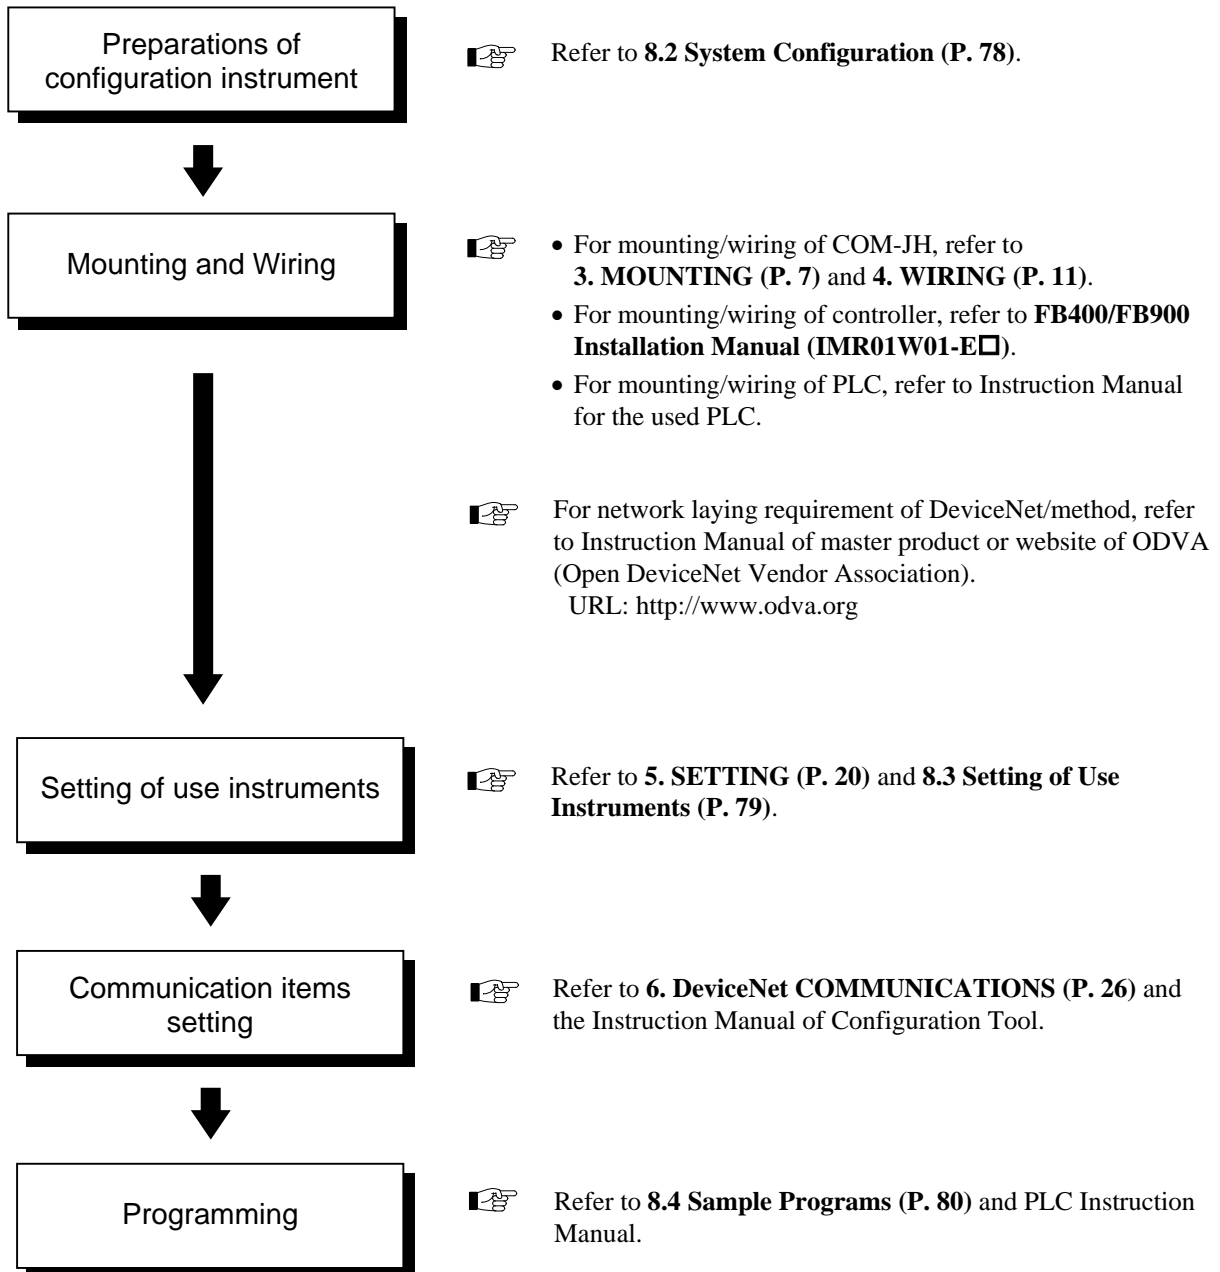 Preparations of
configuration instrument
Refer to 8.2 System Configuration (P. 78).
Mounting and Wiring
• For mounting/wiring of COM-JH, refer to
3. MOUNTING (P. 7) and 4. WIRING (P. 11).
• For mounting/wiring of controller, refer to FB400/FB900
Installation Manual (IMR01W01-E□).
• For mounting/wiring of PLC, refer to Instruction Manual
for the used PLC.
For network laying requirement of DeviceNet/method, refer
to Instruction Manual of master product or website of ODVA
(Open DeviceNet Vendor Association).
URL: http://www.odva.org
Setting of use instruments
Refer to 5. SETTING (P. 20) and 8.3 Setting of Use
Instruments (P. 79).
Communication items
setting
Refer to 6. DeviceNet COMMUNICATIONS (P. 26) and
the Instruction Manual of Configuration Tool.
Programming
Refer to 8.4 Sample Programs (P. 80) and PLC Instruction
Manual.